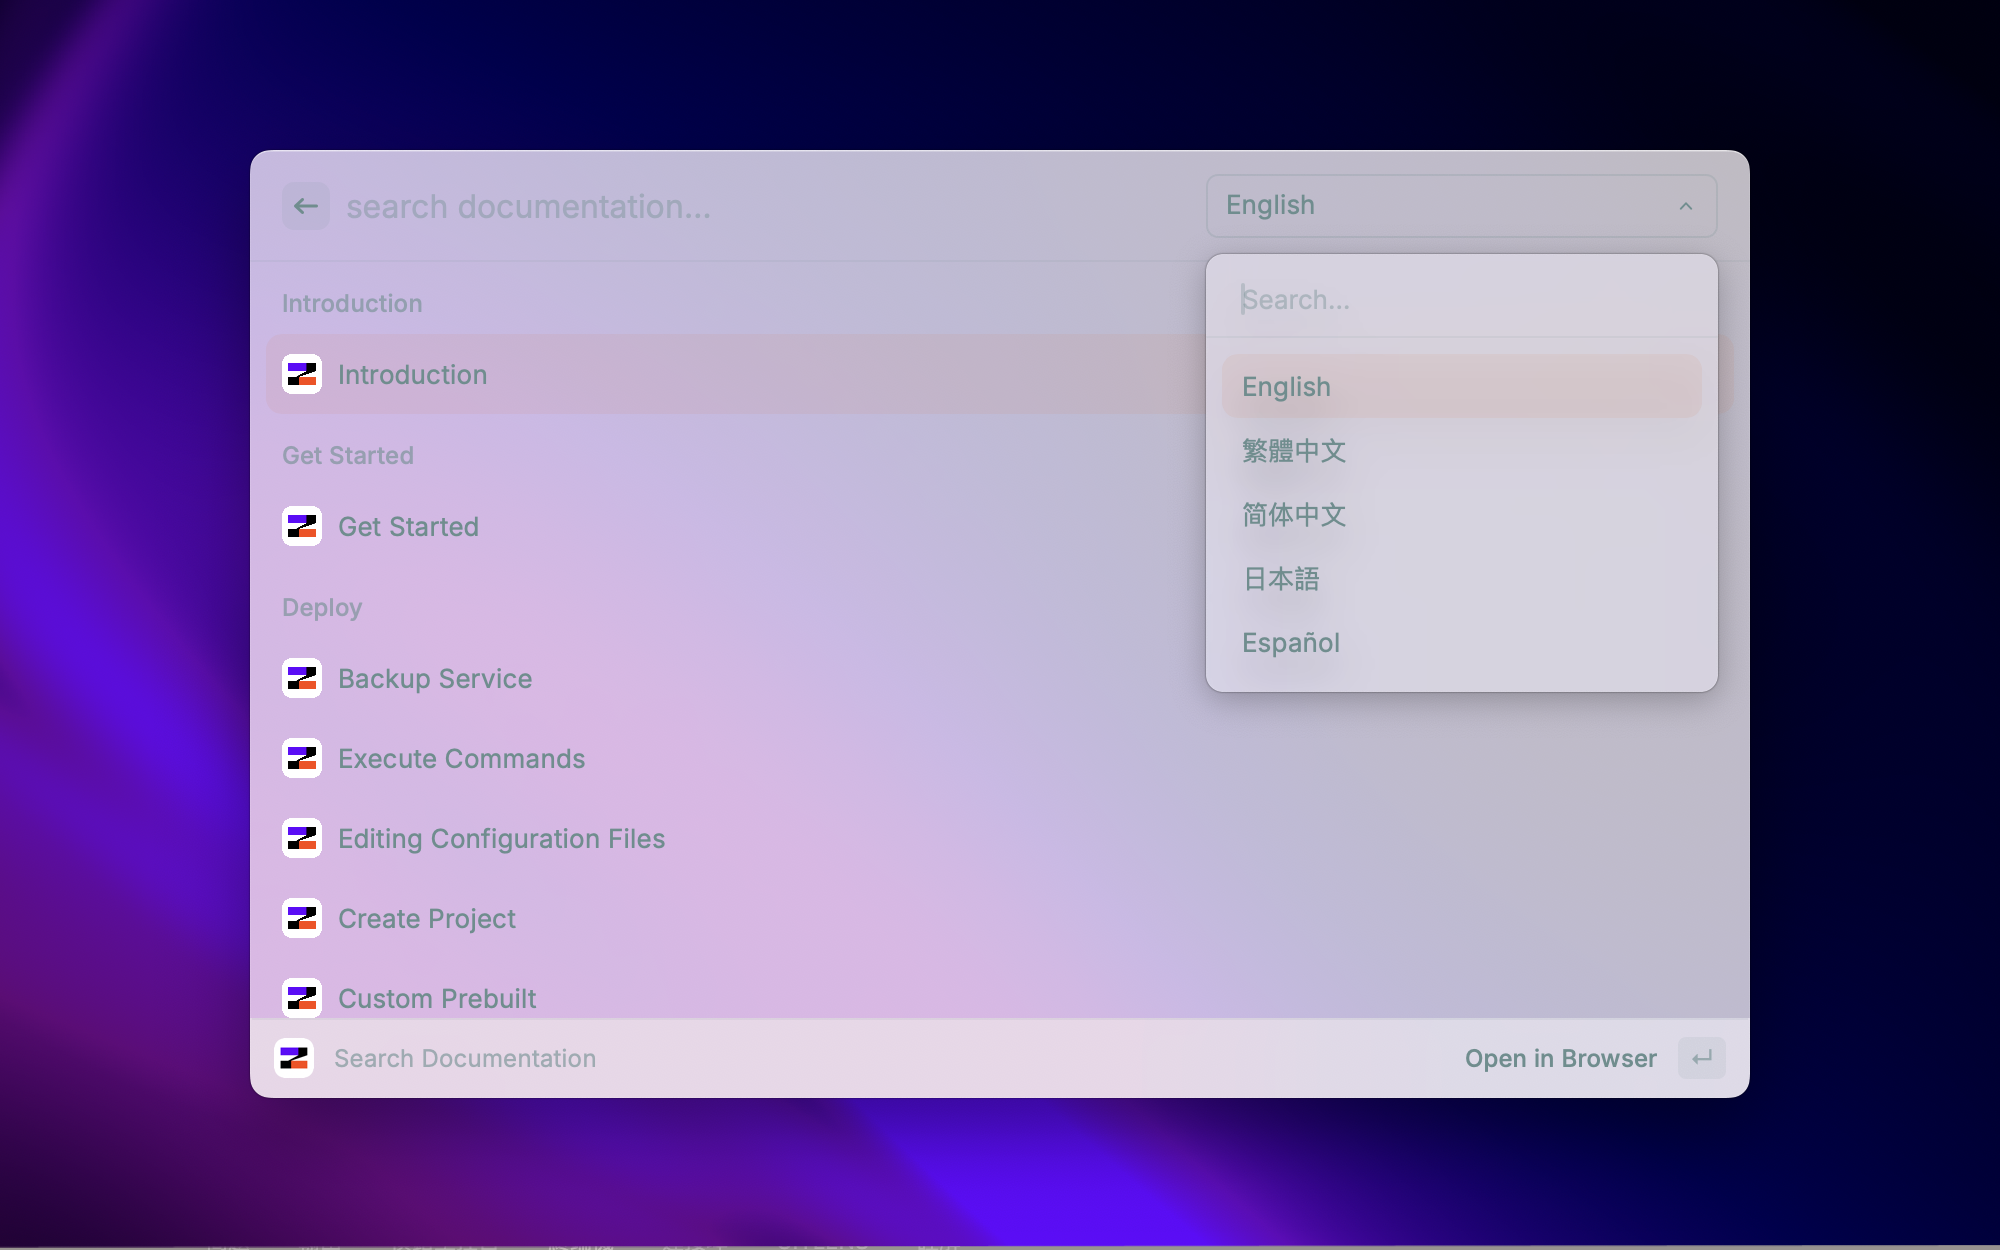 search documentation...
English
Search...
English
繁體中文
简体中文
日本語
Español
Introduction
Introduction
Get Started
Get Started
Deploy
Backup Service
Execute Commands
Editing Configuration Files
Create Project
Custom Prebuilt
Search Documentation
Open in Browser